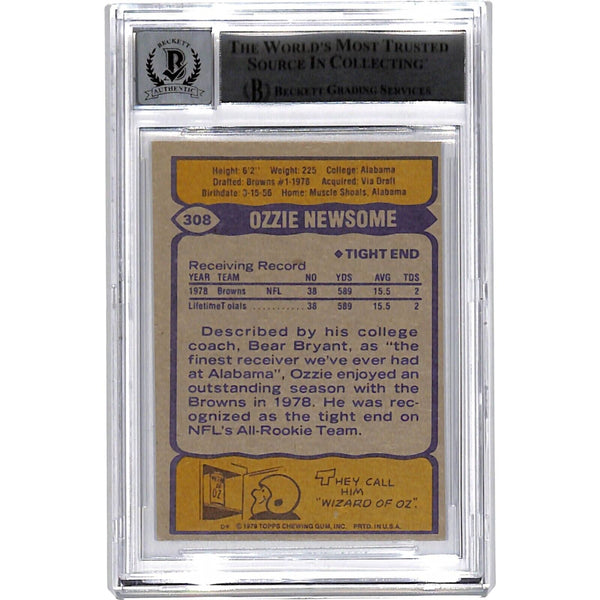 BECKETT
B
AUTHENTIC
THE WORLD'S MOST TRUSTED
SOURCE IN COLLECTING
B BECKETT GRADING SERVICES
Height: 6'2" Weight: 225 College: Alabama
Drafted: Browns #1-1978 Acquired: Via Draft
Birthdate: 3-15-56 Home: Muscle Shoals, Alabama
308 OZZIE NEWSOME
◆TIGHT END
Receiving Record
YEAR TEAM NO YDS AVG TDS
1978 Browns NFL 38 589 15.5 2
Lifetime Totals ........... 38 589 15.5 2
Described by his college
coach, Bear Bryant, as "the
finest receiver we've ever had
at Alabama", Ozzie enjoyed an
outstanding season with the
Browns in 1978. He was rec-
ognized as the tight end on
NFL's All-Rookie Team.
OZ
THEY CALL
HIM
"WIZARD OF OZ".
© 1979 TOPPS CHEWING GUM, INC. PRTD. IN U.S.A.